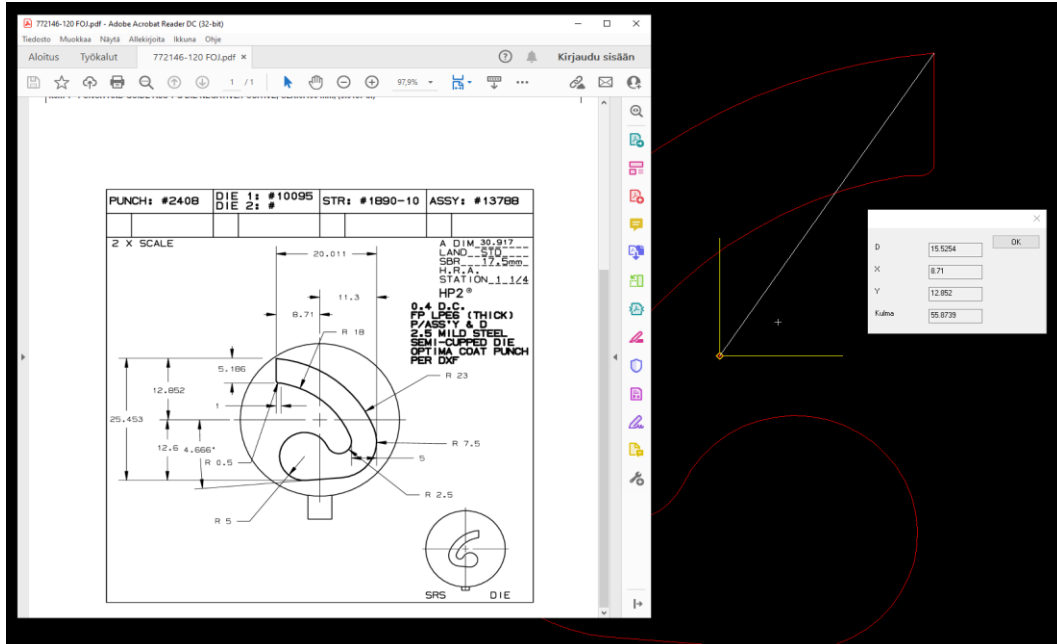 772146-120 FOJ.pdf - Adobe Acrobat Reader DC (32-bit)
Tiedosto Muokkaa Näytä Allekirjoita Ikkuna Ohje
Aloitus Työkalut 772146-120 FOJ.pdf × Kirjaudu sisään
1 / 1 97,9%
PUNCH: #2408 DIE 1: #10095 STR: #1890-10 ASSY: #13788
DIE 2: #
2 X SCALE
A DIM 30.917
LAND STD
SBR 17.5mm
H.R.A.
STATION 1 1/4
HP2®
0.4 D.C.
FP LPE6 (THICK)
P/ASS'Y & D
2.5 MILD STEEL
SEMI-CUPPED DIE
OPTIMA COAT PUNCH
PER DXF
20.011
11.3
8.71
R 18
5.186
R 23
12.852
1
25.453
R 7.5
12.6 4.666°
R 0.5
5
R 2.5
R 5
SRS DIE
D 15.5254 OK
X 8.71
Y 12.852
Kulma 55.8739